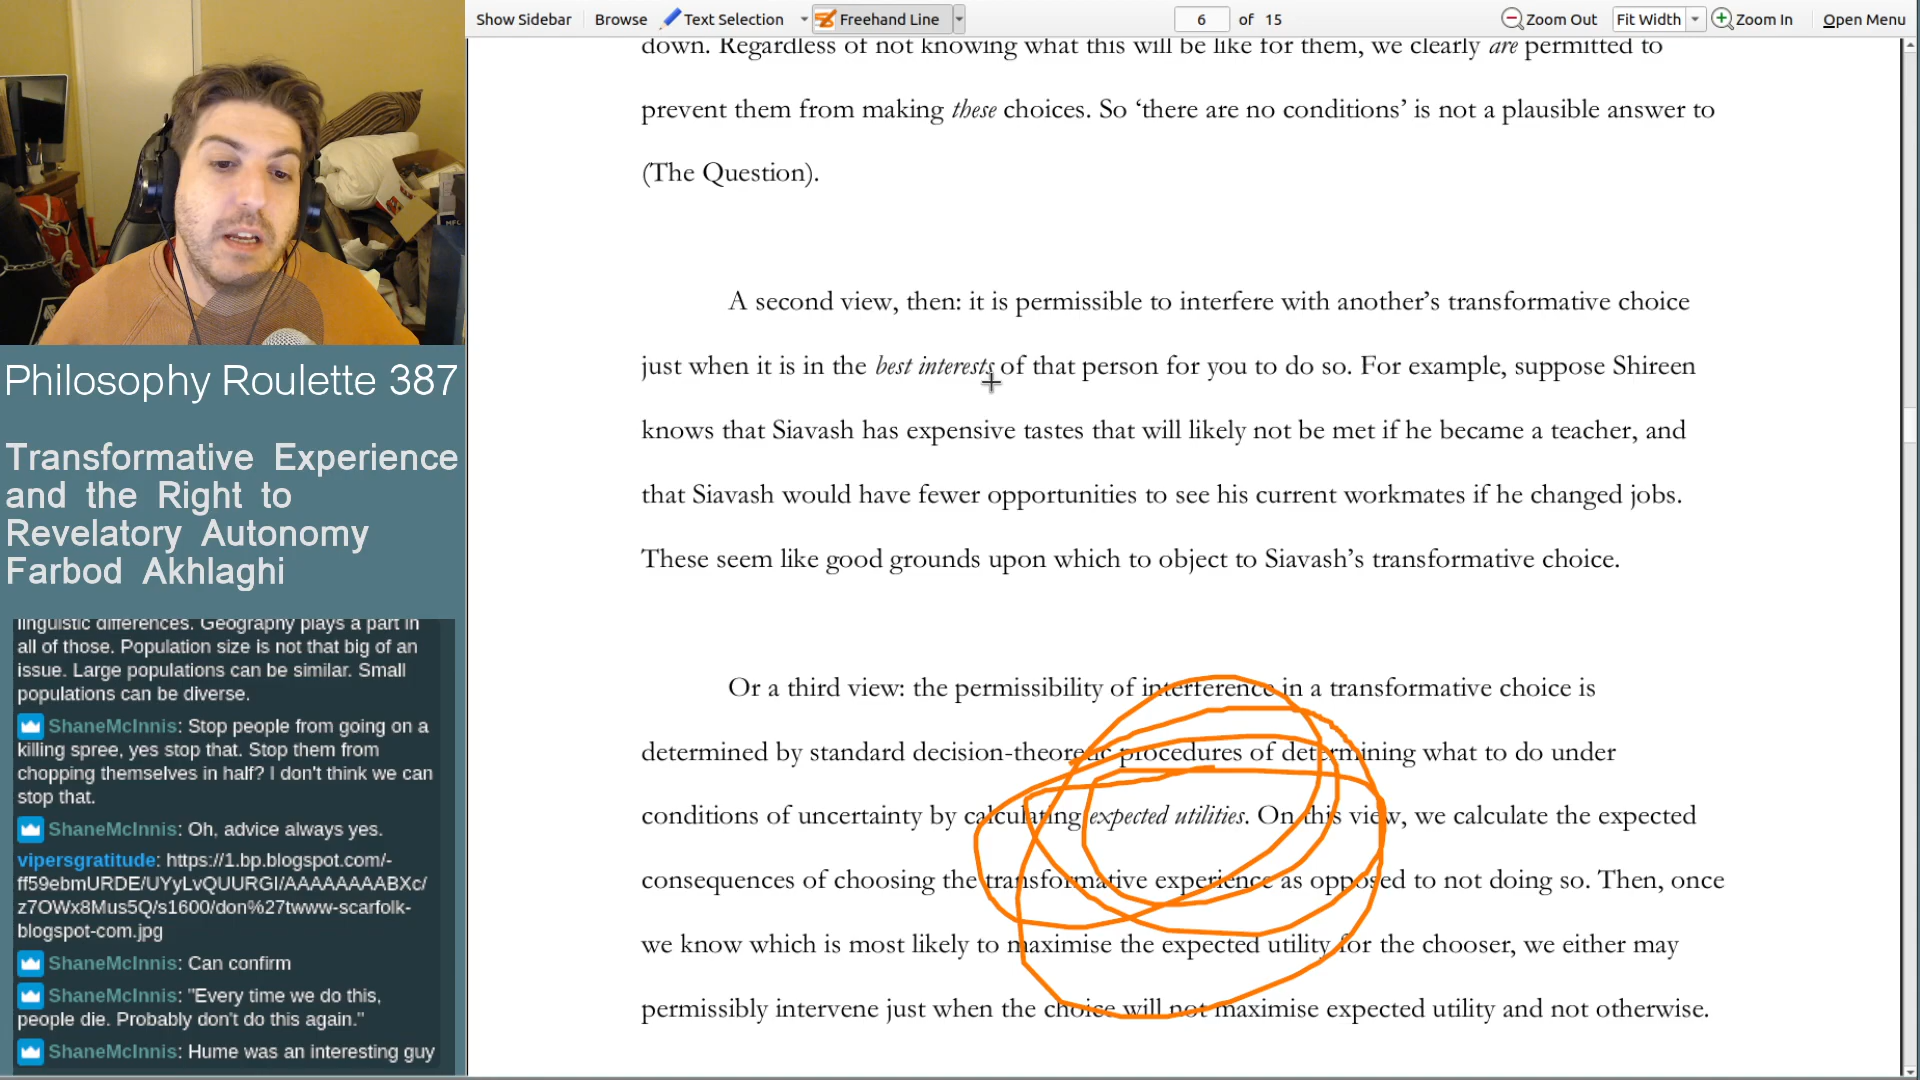 Show Sidebar Browse Text Selection Freehand Line 6 of 15 Zoom Out Fit Width Zoom In Open Menu
down. Regardless of not knowing what this will be like for them, we clearly are permitted to
prevent them from making these choices. So ‘there are no conditions’ is not a plausible answer to
(The Question).
A second view, then: it is permissible to interfere with another’s transformative choice
just when it is in the best interests of that person for you to do so. For example, suppose Shireen
knows that Siavash has expensive tastes that will likely not be met if he became a teacher, and
that Siavash would have fewer opportunities to see his current workmates if he changed jobs.
These seem like good grounds upon which to object to Siavash’s transformative choice.
Or a third view: the permissibility of interference in a transformative choice is
determined by standard decision-theoretic procedures of determining what to do under
conditions of uncertainty by calculating expected utilities. On this view, we calculate the expected
consequences of choosing the transformative experience as opposed to not doing so. Then, once
we know which is most likely to maximise the expected utility for the chooser, we either may
permissibly intervene just when the choice will not maximise expected utility and not otherwise.
Philosophy Roulette 387
Transformative Experience
and the Right to
Revelatory Autonomy
Farbod Akhlaghi
linguistic differences. Geography plays a part in
all of those. Population size is not that big of an
issue. Large populations can be similar. Small
populations can be diverse.
ShaneMcInnis: Stop people from going on a
killing spree, yes stop that. Stop them from
chopping themselves in half? I don't think we can
stop that.
ShaneMcInnis: Oh, advice always yes.
vipersgratitude: https://1.bp.blogspot.com/-
ff59ebmURDE/UYyLvQUURGI/AAAAAAAABXc/
z7OWx8Mus5Q/s1600/don%27twww-scarfolk-
blogspot-com.jpg
ShaneMcInnis: Can confirm
ShaneMcInnis: "Every time we do this,
people die. Probably don't do this again."
ShaneMcInnis: Hume was an interesting guy